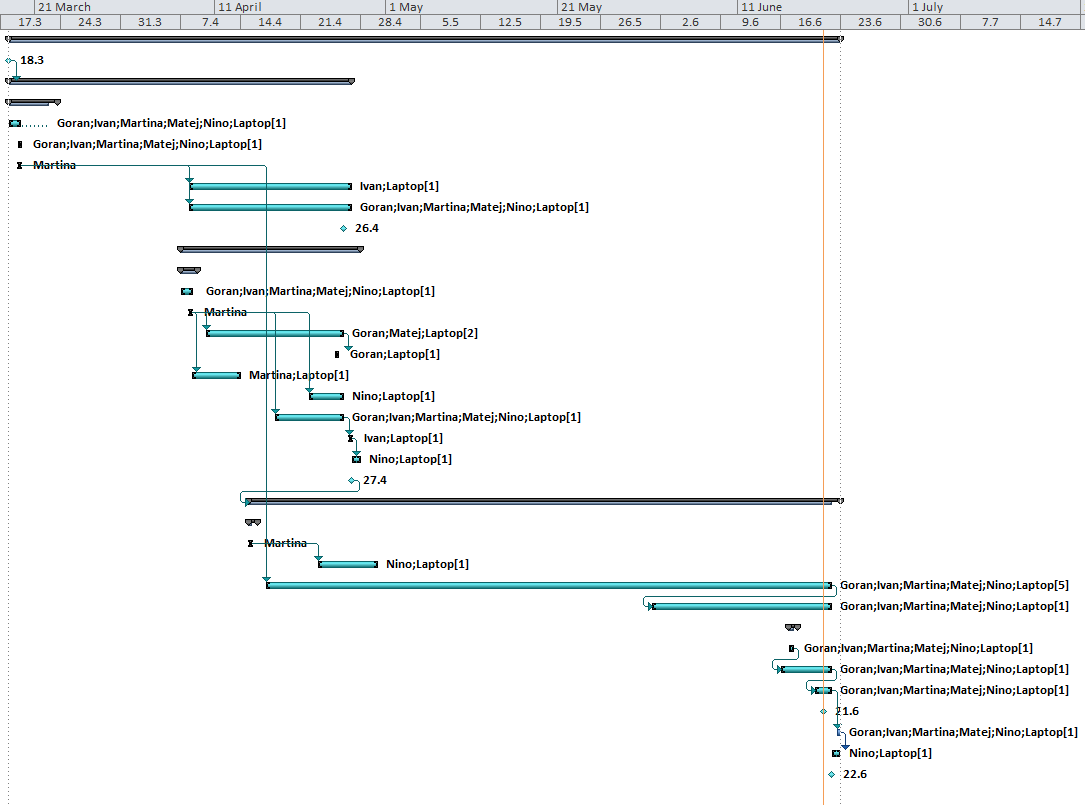 21 March 11 April 1 May 21 May 11 June 1 July
17.3 24.3 31.3 7.4 14.4 21.4 28.4 5.5 12.5 19.5 26.5 2.6 9.6 16.6 23.6 30.6 7.7 14.7
18.3
Goran;Ivan;Martina;Matej;Nino;Laptop[1]
Goran;Ivan;Martina;Matej;Nino;Laptop[1]
Martina
Ivan;Laptop[1]
Goran;Ivan;Martina;Matej;Nino;Laptop[1]
26.4
Goran;Ivan;Martina;Matej;Nino;Laptop[1]
Martina
Goran;Matej;Laptop[2]
Goran;Laptop[1]
Martina;Laptop[1]
Nino;Laptop[1]
Goran;Ivan;Martina;Matej;Nino;Laptop[1]
Ivan;Laptop[1]
Nino;Laptop[1]
27.4
Martina
Nino;Laptop[1]
Goran;Ivan;Martina;Matej;Nino;Laptop[5]
Goran;Ivan;Martina;Matej;Nino;Laptop[1]
Goran;Ivan;Martina;Matej;Nino;Laptop[1]
Goran;Ivan;Martina;Matej;Nino;Laptop[1]
Goran;Ivan;Martina;Matej;Nino;Laptop[1]
21.6
Goran;Ivan;Martina;Matej;Nino;Laptop[1]
Nino;Laptop[1]
22.6